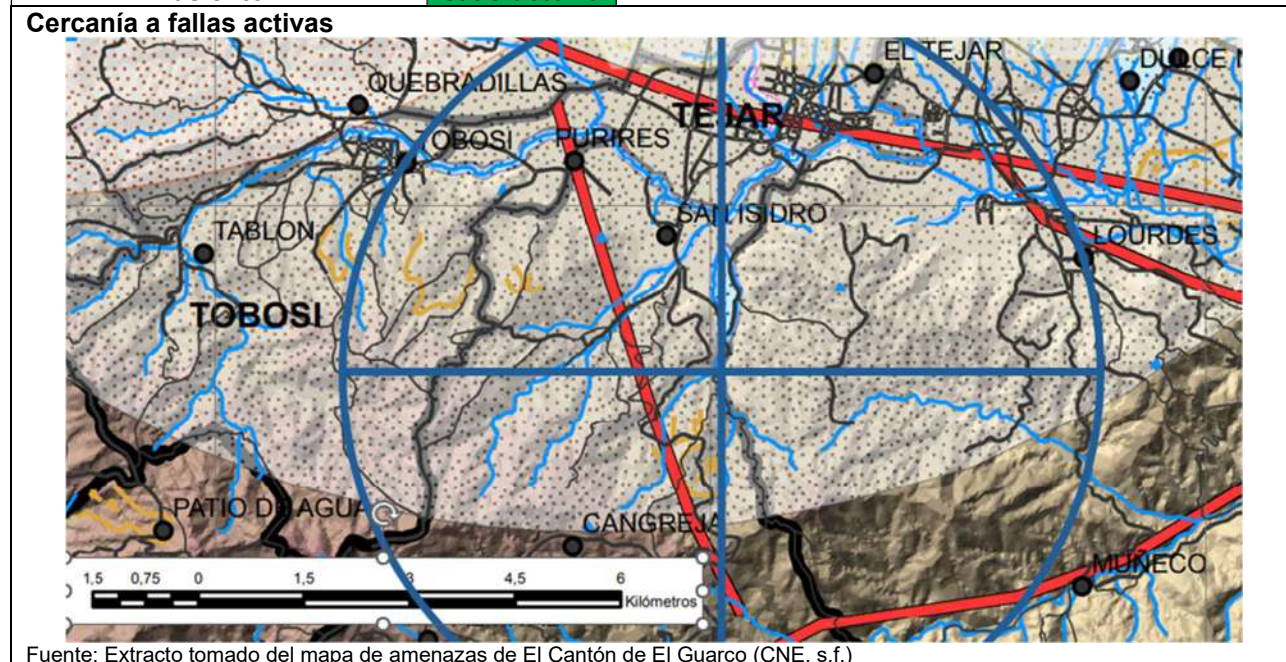 Cercanía a fallas activas
EL TEJAR
DULCE N
QUEBRADILLAS
TEJAR
TOBOSI
PURIRES
SAN ISIDRO
TABLON
LOURDES
TOBOSI
PATIO DE AGUA
CANGREJA
MUÑECO
1,5 0,75 0 1,5 3 4,5 6
Kilómetros
Fuente: Extracto tomado del mapa de amenazas de El Cantón de El Guarco (CNE, s.f.)